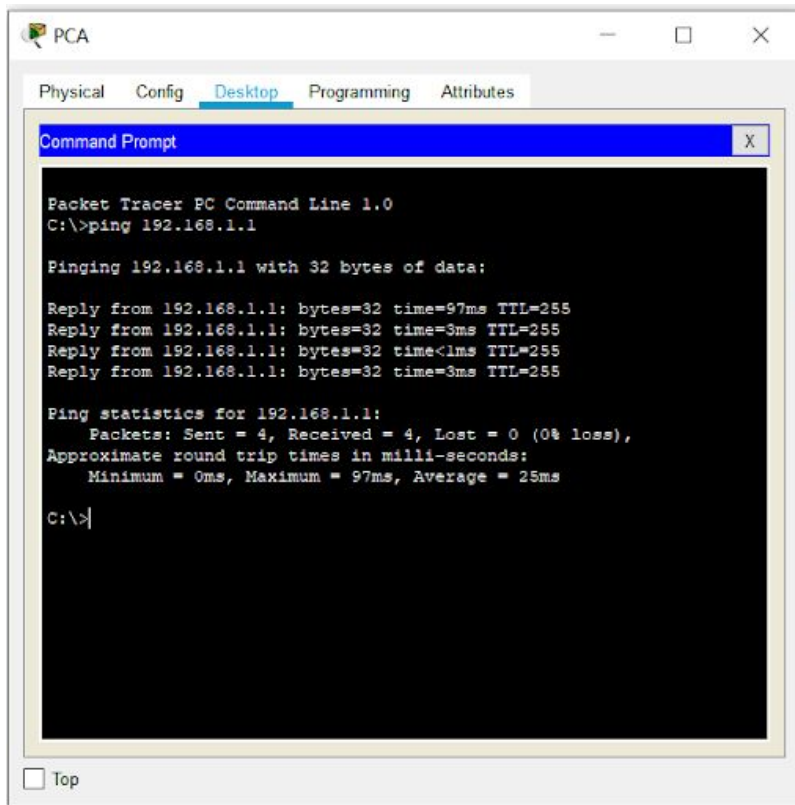 PCA
Physical Config Desktop Programming Attributes
Command Prompt X
Packet Tracer PC Command Line 1.0
C:\>ping 192.168.1.1
Pinging 192.168.1.1 with 32 bytes of data:
Reply from 192.168.1.1: bytes=32 time=97ms TTL=255
Reply from 192.168.1.1: bytes=32 time=3ms TTL=255
Reply from 192.168.1.1: bytes=32 time<1ms TTL=255
Reply from 192.168.1.1: bytes=32 time=3ms TTL=255
Ping statistics for 192.168.1.1:
Packets: Sent = 4, Received = 4, Lost = 0 (0% loss),
Approximate round trip times in milli-seconds:
Minimum = 0ms, Maximum = 97ms, Average = 25ms
C:\>
Top